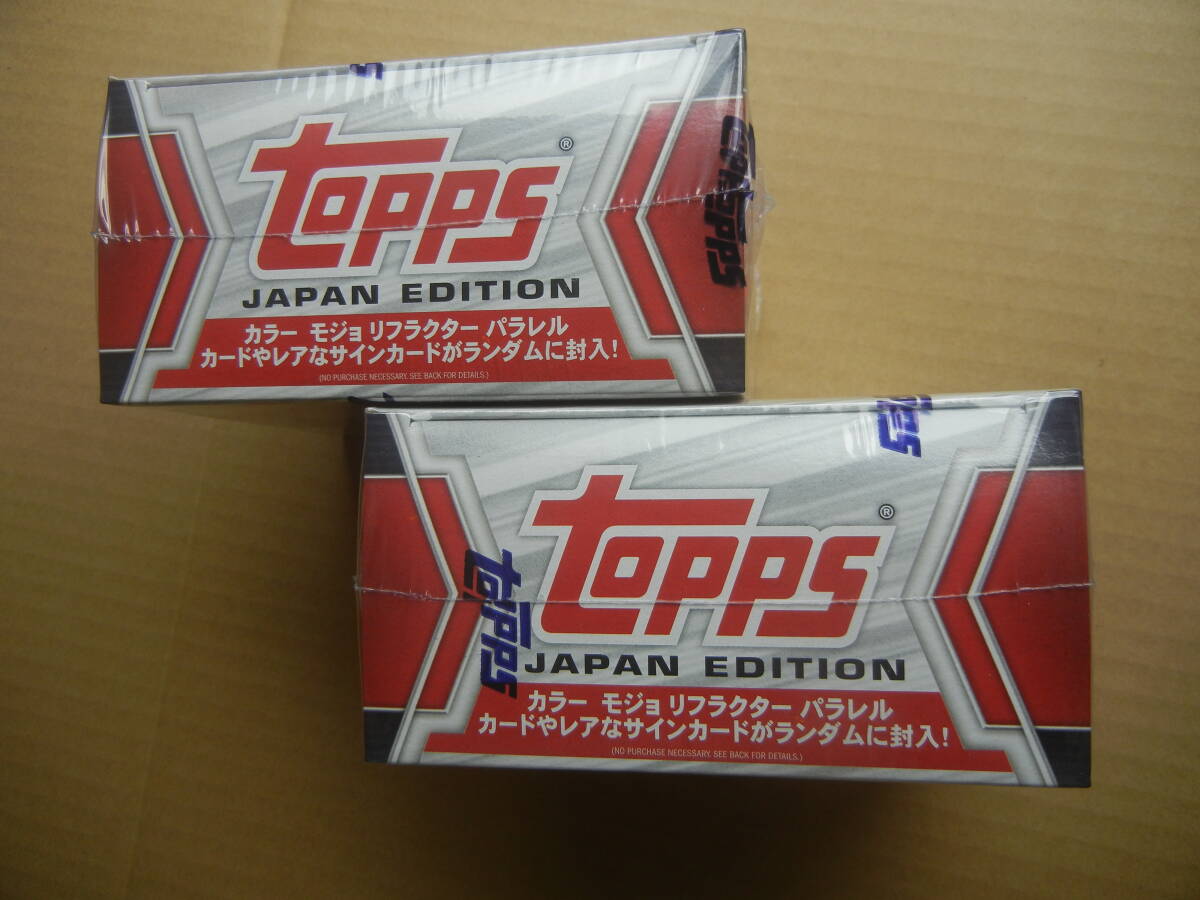 Topps
TOPPS®
JAPAN EDITION
カラー モジョ リフラクター パラレル
カードやレアなサインカードがランダムに封入!
(NO PURCHASE NECESSARY. SEE BACK FOR DETAILS.)
Topps
TOPPS®
JAPAN EDITION
カラー モジョ リフラクター パラレル
カードやレアなサインカードがランダムに封入!
(NO PURCHASE NECESSARY. SEE BACK FOR DETAILS.)